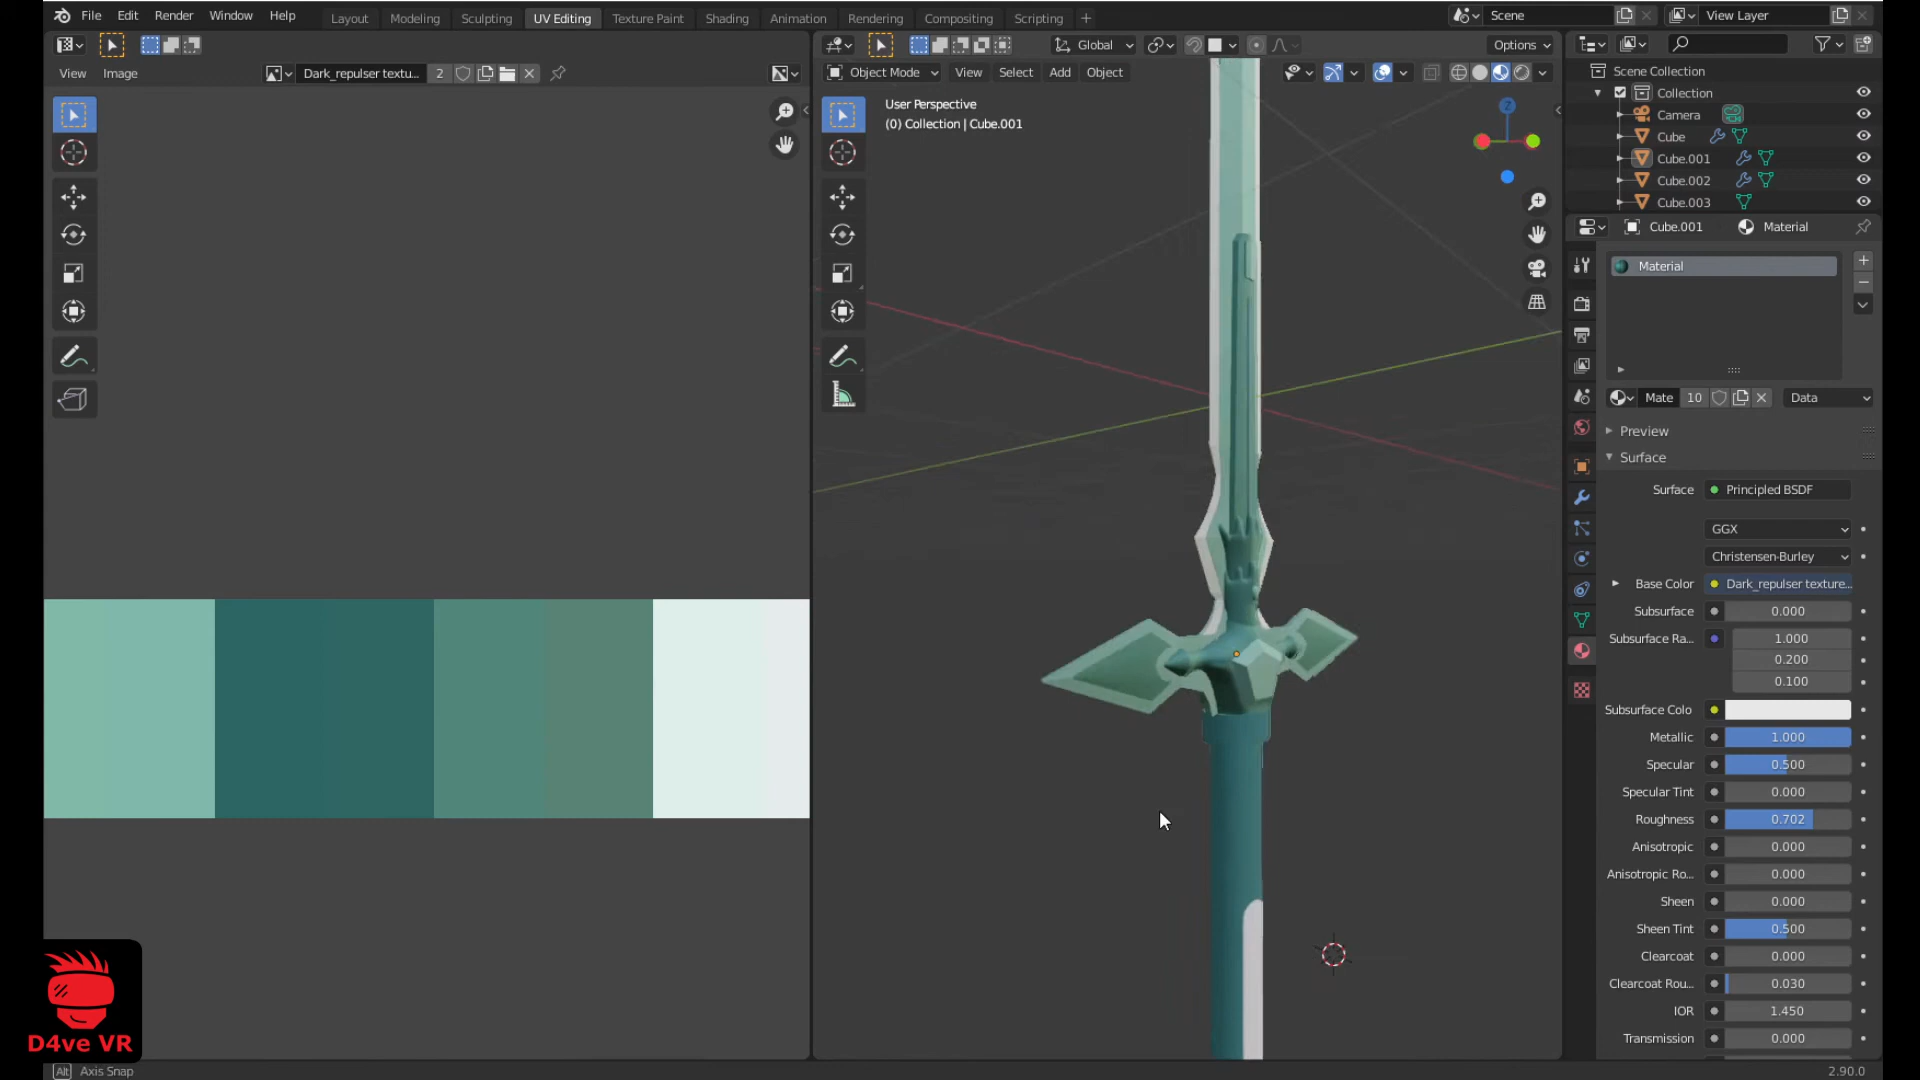 File Edit Render Window Help
Layout Modeling Sculpting UV Editing Texture Paint Shading Animation Rendering Compositing Scripting +
Scene View Layer
Global Options
View Image Dark_repulser textu... 2
Object Mode View Select Add Object
User Perspective
(0) Collection | Cube.001
Z
Scene Collection
Collection
Camera
Cube
Cube.001
Cube.002
Cube.003
Cube.001 Material
Material
Mate 10 Data
Preview
Surface
Surface Principled BSDF
GGX
Christensen-Burley
Base Color Dark_repulser texture...
Subsurface 0.000
Subsurface Ra... 1.000
0.200
0.100
Subsurface Colo
Metallic 1.000
Specular 0.500
Specular Tint 0.000
Roughness 0.702
Anisotropic 0.000
Anisotropic Ro... 0.000
Sheen 0.000
Sheen Tint 0.500
Clearcoat 0.000
Clearcoat Rou... 0.030
IOR 1.450
Transmission 0.000
D4ve VR
Alt Axis Snap 2.90.0